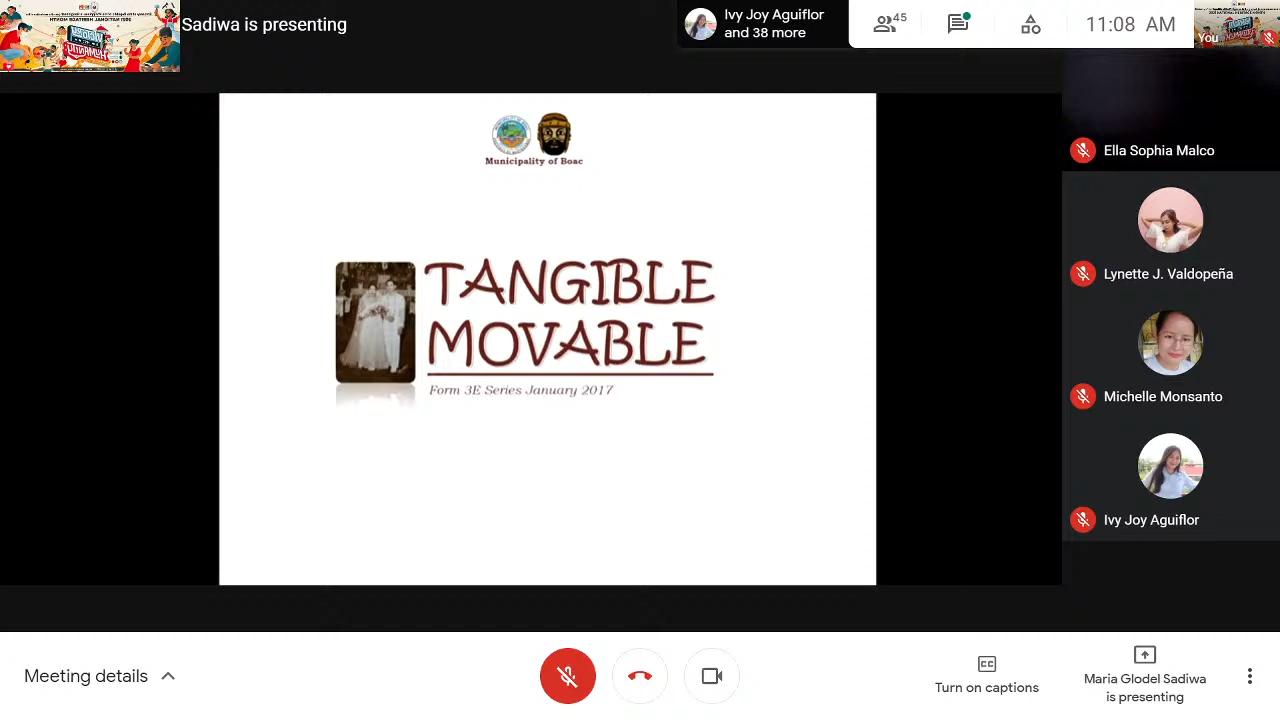 Sadiwa is presenting
Ivy Joy Aguiflor
and 38 more
45
11:08 AM
You
Municipality of Boac
TANGIBLE
MOVABLE
Form 3E Series January 2017
Ella Sophia Malco
Lynette J. Valdopeña
Michelle Monsanto
Ivy Joy Aguiflor
Meeting details
CC
Turn on captions
Maria Glodel Sadiwa
is presenting